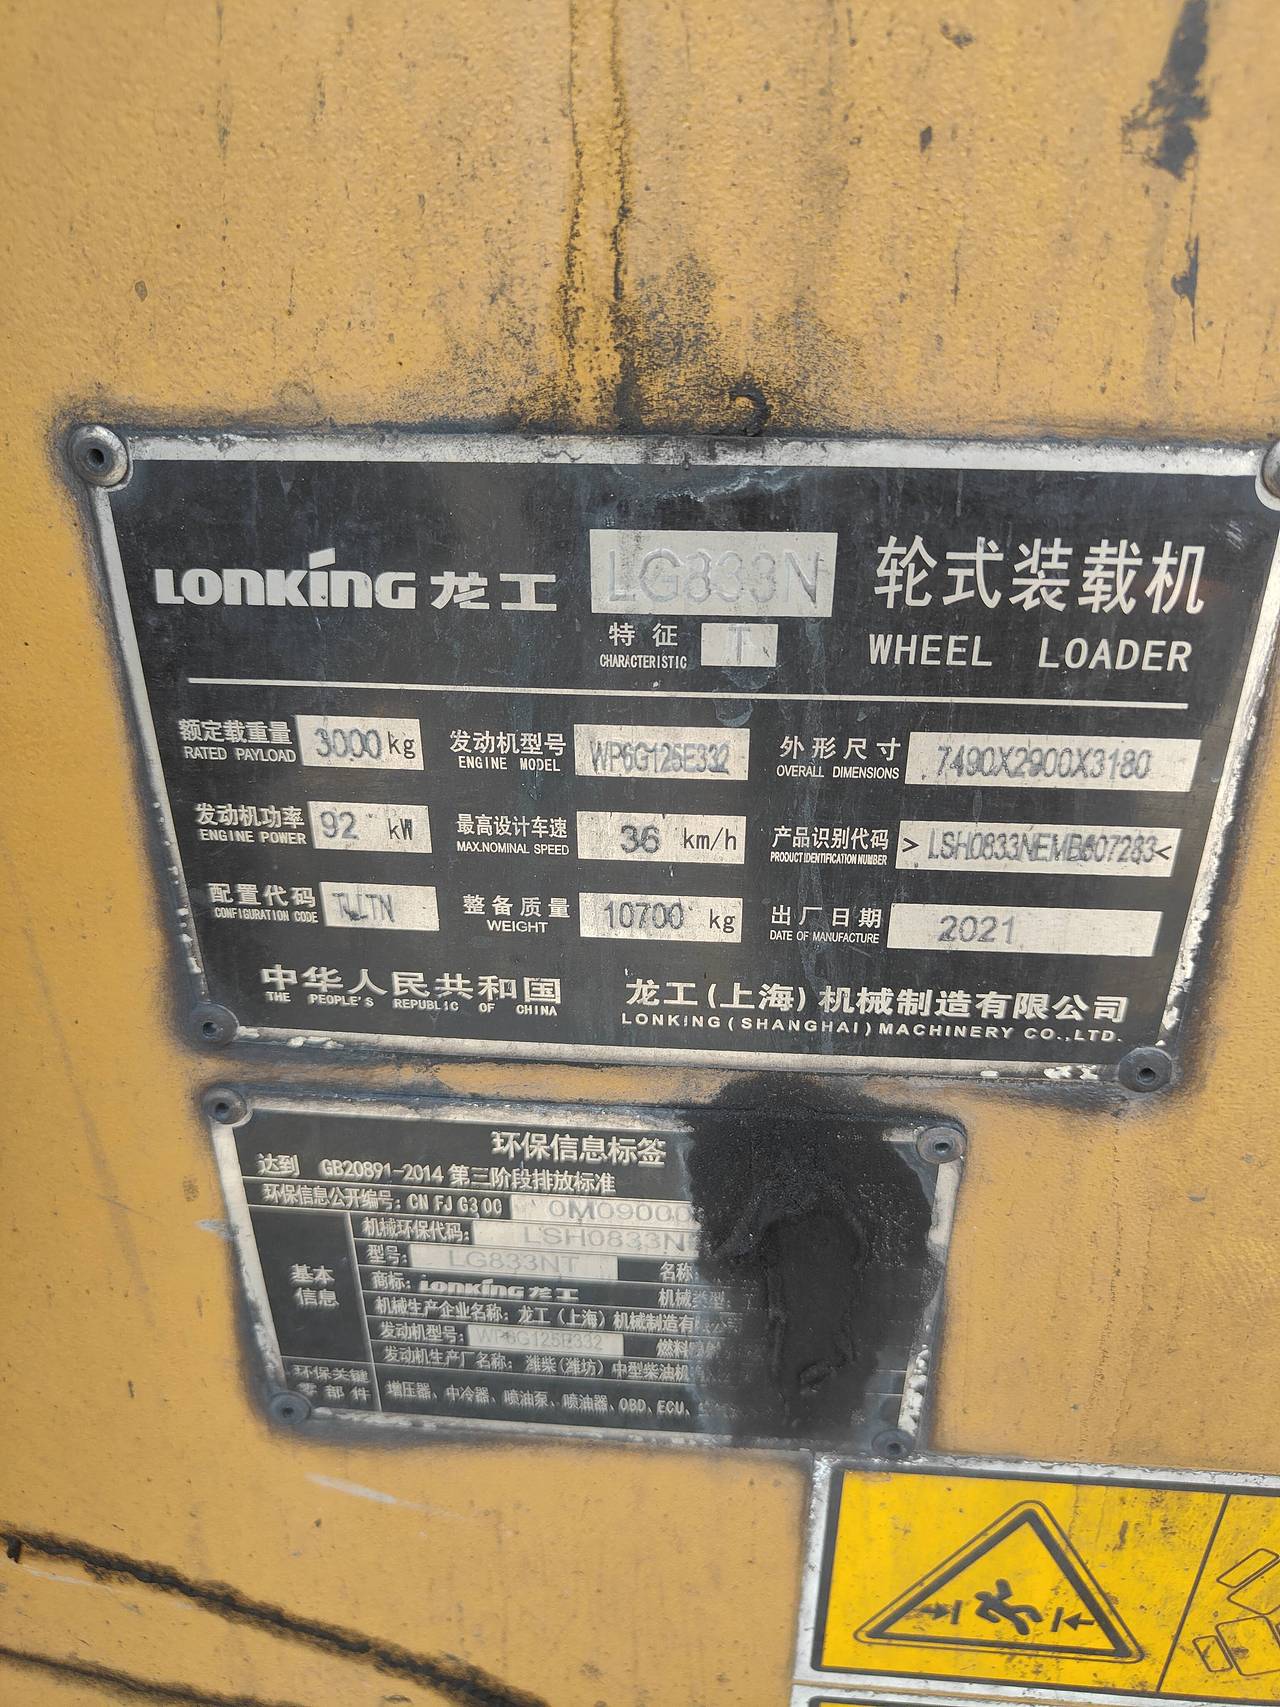 LONKING 龙工 LG833N 轮式装载机
特征 T
CHARACTERISTIC WHEEL LOADER
额定载重量 3000kg 发动机型号 WP6G125E332 外形尺寸 7490X2900X3180
RATED PAYLOAD ENGINE MODEL OVERALL DIMENSIONS
发动机功率 92 kW 最高设计车速 36 km/h 产品识别代码 >LSH0833NEMB607283<
ENGINE POWER MAX.NOMINAL SPEED PRODUCT IDENTIFICATION NUMBER
配置代码 整备质量 10700 kg 出厂日期 2021
CONFIGURATION CODE WEIGHT DATE OF MANUFACTURE
中华人民共和国 龙工(上海)机械制造有限公司
THE PEOPLE'S REPUBLIC OF CHINA LONKING(SHANGHAI)MACHINERY CO.,LTD.
环保信息标签
达到 GB20891-2014 第三阶段排放标准
环保信息公开编号: CN FJ G3 00 0M09000
机械环保代码: LSH0833N
型号: LG833NT 名称:
商标: LONKING 龙工 机械类型:
基本信息
机械生产企业名称: 龙工(上海)机械制造有
发动机型号: WP6G125E332 燃料
发动机生产厂名称: 潍柴(潍坊)中型柴油机
环保关键零部件
增压器、中冷器、喷油泵、喷油器、OBD、ECU、